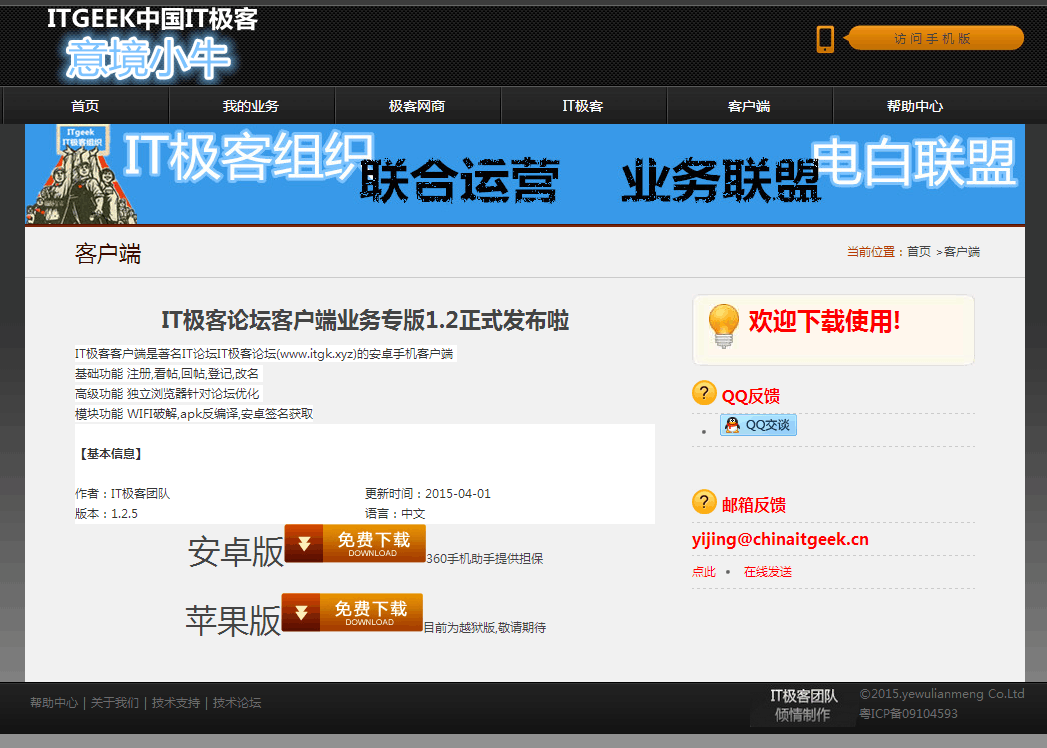 ITGEEK中国IT极客
意境小牛
访问手机版
首页 我的业务 极客网商 IT极客 客户端 帮助中心
ITgeek
IT极客组织
IT极客组织 联合运营 业务联盟 电白联盟
客户端
当前位置：首页 >客户端
IT极客论坛客户端业务专版1.2正式发布啦
IT极客客户端是著名IT论坛IT极客论坛(www.itgk.xyz)的安卓手机客户端
基础功能 注册,看帖,回帖,登记,改名
高级功能 独立浏览器针对论坛优化
模块功能 WIFI破解,apk反编译,安卓签名获取
【基本信息】
作者：IT极客团队 更新时间：2015-04-01
版本：1.2.5 语言：中文
安卓版 免费下载 DOWNLOAD 360手机助手提供担保
苹果版 免费下载 DOWNLOAD 目前为越狱版,敬请期待
欢迎下载使用!
? QQ反馈
• QQ交谈
? 邮箱反馈
yijing@chinaitgeek.cn
点此 • 在线发送
帮助中心 | 关于我们 | 技术支持 | 技术论坛
IT极客团队
倾情制作
©2015.yewulianmeng Co.Ltd
粤ICP备09104593